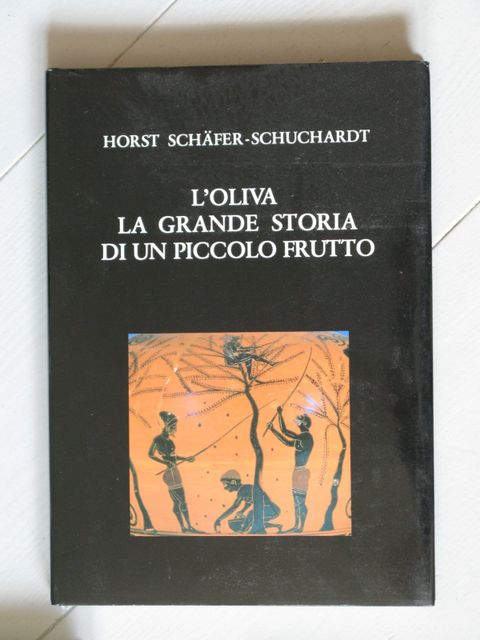 HORST SCHÄFER-SCHUCHARDT
L'OLIVA
LA GRANDE STORIA
DI UN PICCOLO FRUTTO